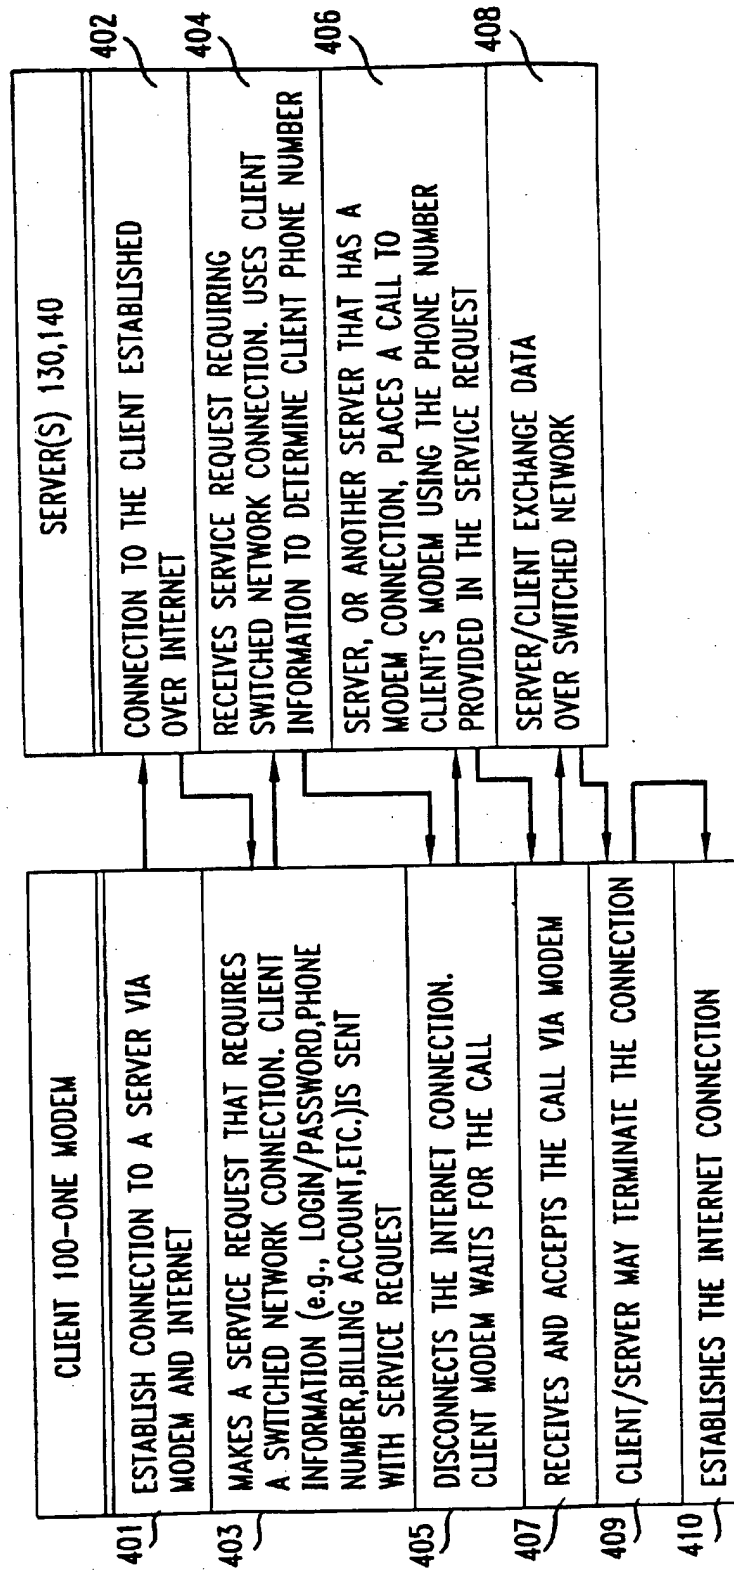 CLIENT 100-ONE MODEM
401
ESTABLISH CONNECTION TO A SERVER VIA
MODEM AND INTERNET
403
MAKES A SERVICE REQUEST THAT REQUIRES
A SWITCHED NETWORK CONNECTION. CLIENT
INFORMATION (e.g., LOGIN/PASSWORD,PHONE
NUMBER,BILLING ACCOUNT,ETC.)IS SENT
WITH SERVICE REQUEST
405
DISCONNECTS THE INTERNET CONNECTION.
CLIENT MODEM WAITS FOR THE CALL
407
RECEIVES AND ACCEPTS THE CALL VIA MODEM
409
CLIENT/SERVER MAY TERMINATE THE CONNECTION
410
ESTABLISHES THE INTERNET CONNECTION
SERVER(S) 130,140
402
CONNECTION TO THE CLIENT ESTABLISHED
OVER INTERNET
404
RECEIVES SERVICE REQUEST REQUIRING
SWITCHED NETWORK CONNECTION. USES CLIENT
INFORMATION TO DETERMINE CLIENT PHONE NUMBER
406
SERVER, OR ANOTHER SERVER THAT HAS A
MODEM CONNECTION, PLACES A CALL TO
CLIENT'S MODEM USING THE PHONE NUMBER
PROVIDED IN THE SERVICE REQUEST
408
SERVER/CLIENT EXCHANGE DATA
OVER SWITCHED NETWORK